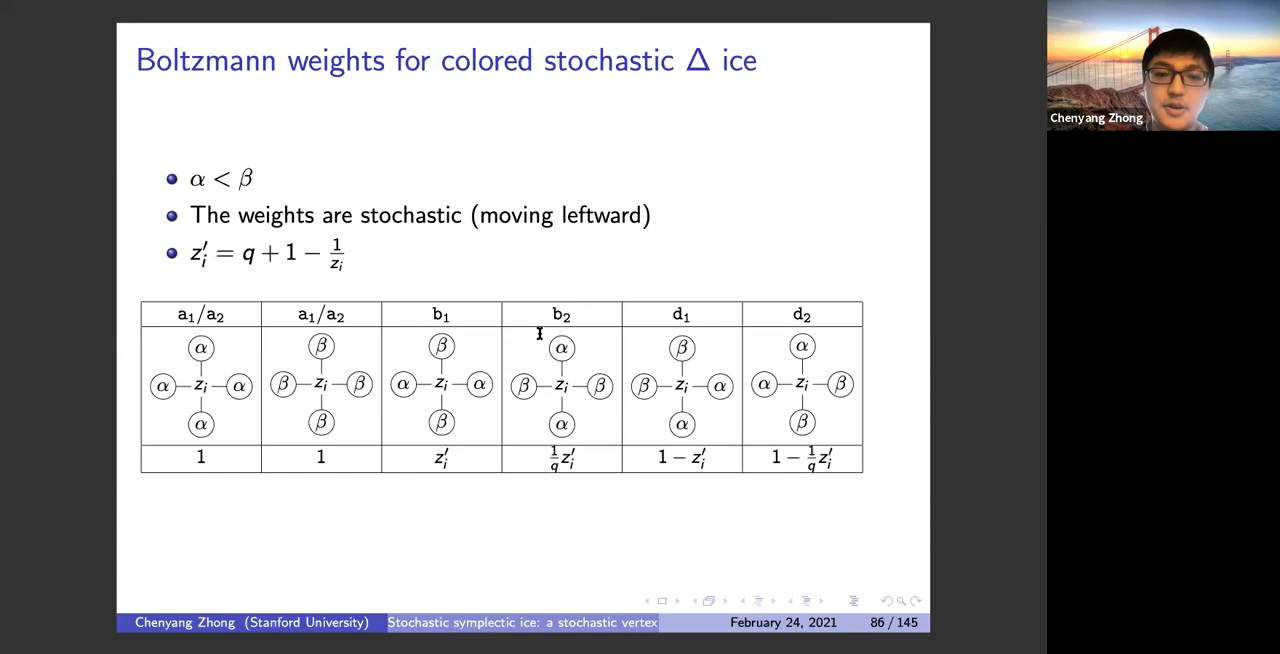 Boltzmann weights for colored stochastic Δ ice
α < β
The weights are stochastic (moving leftward)
z′ᵢ = q + 1 − 1/zᵢ
a₁/a₂ a₁/a₂ b₁ b₂ d₁ d₂
α β β α β α
α zᵢ α β zᵢ β α zᵢ α β zᵢ β β zᵢ α α zᵢ β
α β β α α β
1 1 z′ᵢ 1/q z′ᵢ 1 − z′ᵢ 1 − 1/q z′ᵢ
Chenyang Zhong (Stanford University) Stochastic symplectic ice: a stochastic vertex February 24, 2021 86 / 145
Chenyang Zhong